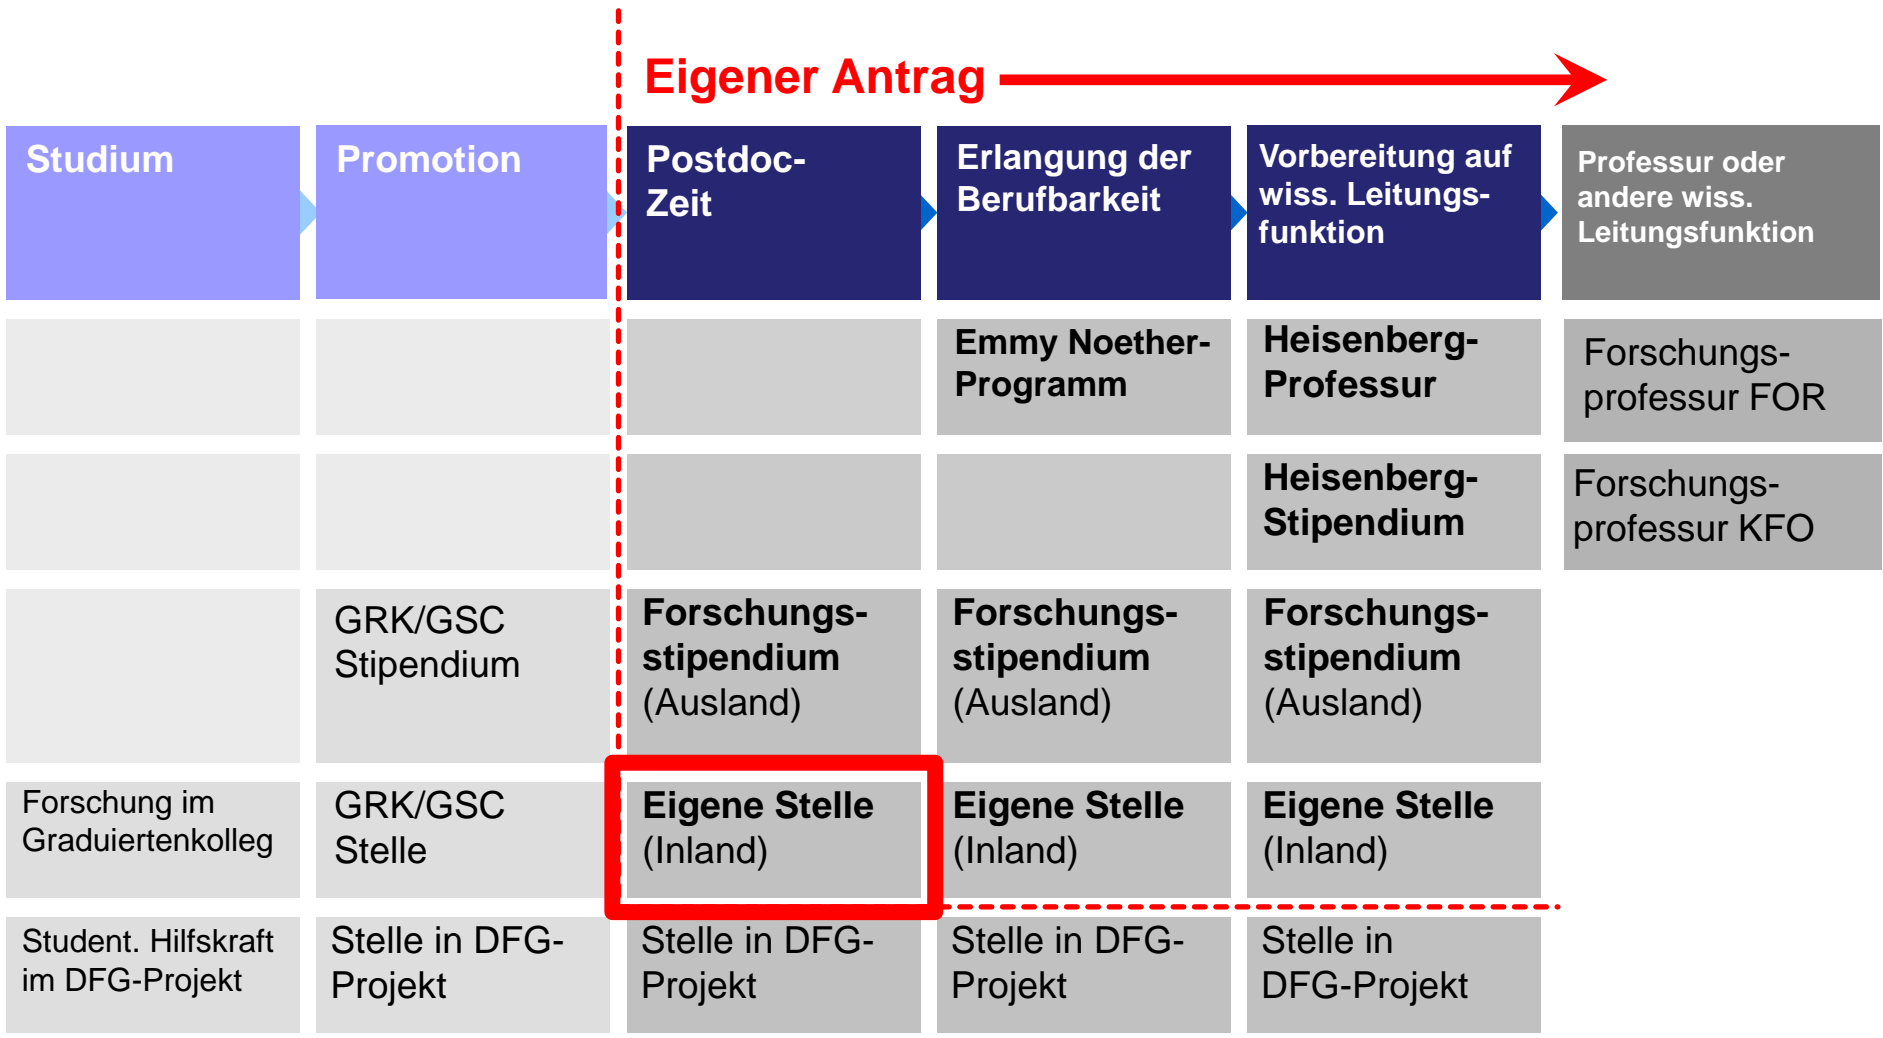 Eigener Antrag
Studium
Promotion
Postdoc-
Zeit
Erlangung der
Berufbarkeit
Vorbereitung auf
wiss. Leitungs-
funktion
Professur oder
andere wiss.
Leitungsfunktion
Emmy Noether-
Programm
Heisenberg-
Professur
Forschungs-
professur FOR
Heisenberg-
Stipendium
Forschungs-
professur KFO
GRK/GSC
Stipendium
Forschungs-
stipendium
(Ausland)
Forschungs-
stipendium
(Ausland)
Forschungs-
stipendium
(Ausland)
Forschung im
Graduiertenkolleg
GRK/GSC
Stelle
Eigene Stelle
(Inland)
Eigene Stelle
(Inland)
Eigene Stelle
(Inland)
Student. Hilfskraft
im DFG-Projekt
Stelle in DFG-
Projekt
Stelle in DFG-
Projekt
Stelle in DFG-
Projekt
Stelle in
DFG-Projekt